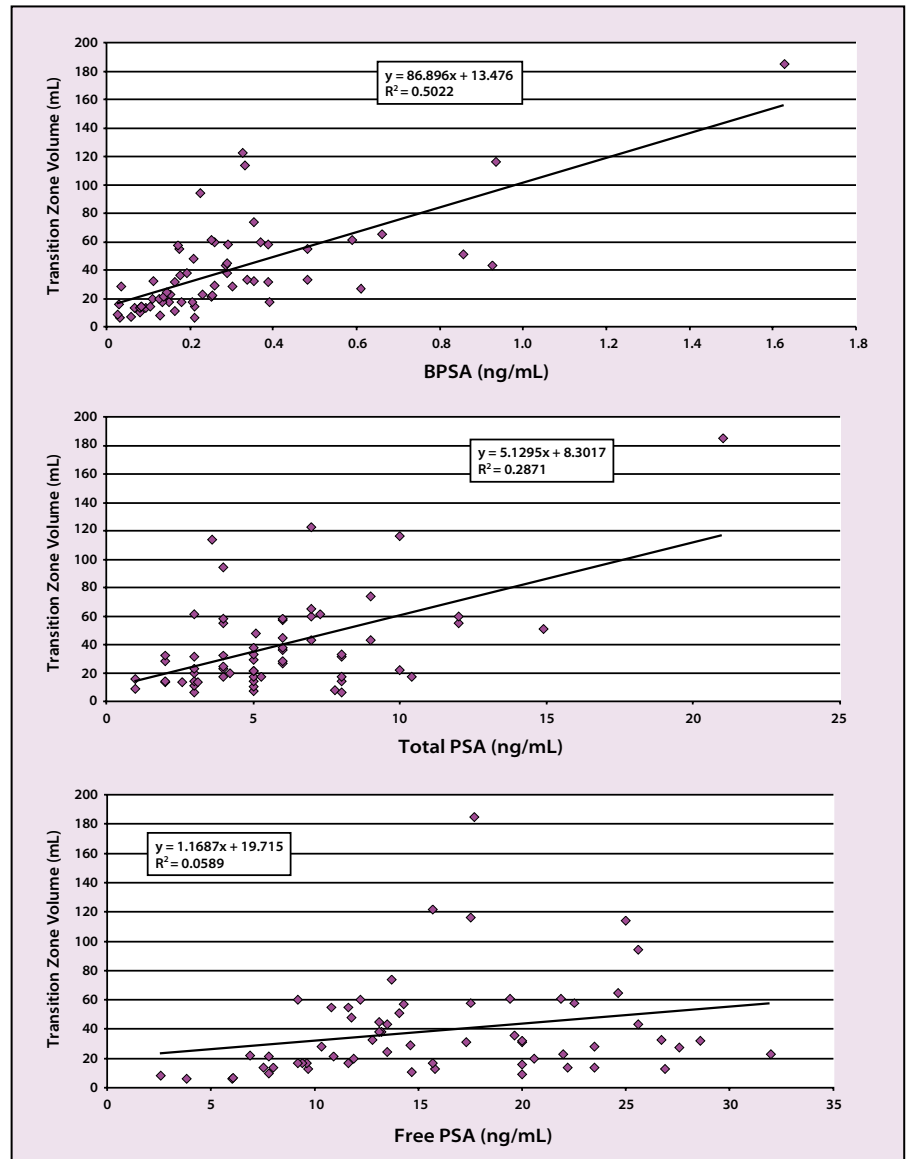 200
180
160
140
120
100
80
60
40
20
0
Transition Zone Volume (mL)
y = 86.896x + 13.476
R² = 0.5022
0 0.2 0.4 0.6 0.8 1.0 1.2 1.4 1.6 1.8
BPSA (ng/mL)
200
180
160
140
120
100
80
60
40
20
0
Transition Zone Volume (mL)
y = 5.1295x + 8.3017
R² = 0.2871
0 5 10 15 20 25
Total PSA (ng/mL)
200
180
160
140
120
100
80
60
40
20
0
Transition Zone Volume (mL)
y = 1.1687x + 19.715
R² = 0.0589
0 5 10 15 20 25 30 35
Free PSA (ng/mL)